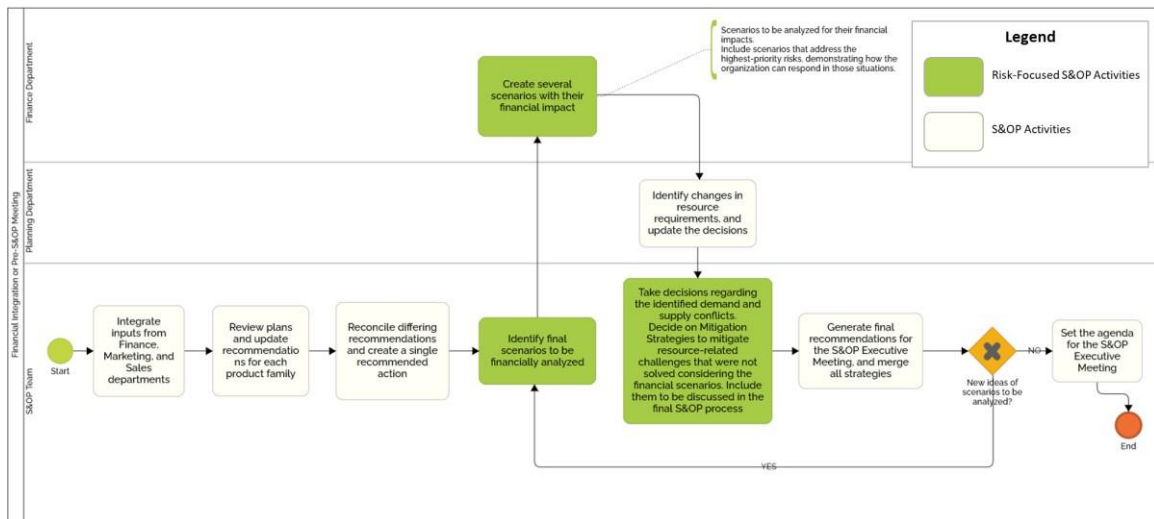 Financial Integration or Pre-S&OP Meeting
Finance Department
Create several
scenarios with their
financial impact
Scenarios to be analyzed for their financial
impacts.
Include scenarios that address the
highest-priority risks, demonstrating how the
organization can respond in those situations.
Legend
Risk-Focused S&OP Activities
S&OP Activities
Planning Department
Identify changes in
resource
requirements, and
update the decisions
S&OP Team
Start
Integrate
inputs from
Finance,
Marketing, and
Sales
departments
Review plans
and update
recommendatio
ns for each
product family
Reconcile differing
recommendations
and create a single
recommended
action
Identify final
scenarios to be
financially analyzed
Take decisions regarding
the identified demand and
supply conflicts.
Decide on Mitigation
Strategies to mitigate
resource-related
challenges that were not
solved considering the
financial scenarios. Include
them to be discussed in the
final S&OP process
Generate final
recommendations for
the S&OP Executive
Meeting, and merge
all strategies
New ideas of
scenarios to be
analyzed?
NO
YES
Set the agenda
for the S&OP
Executive
Meeting
End